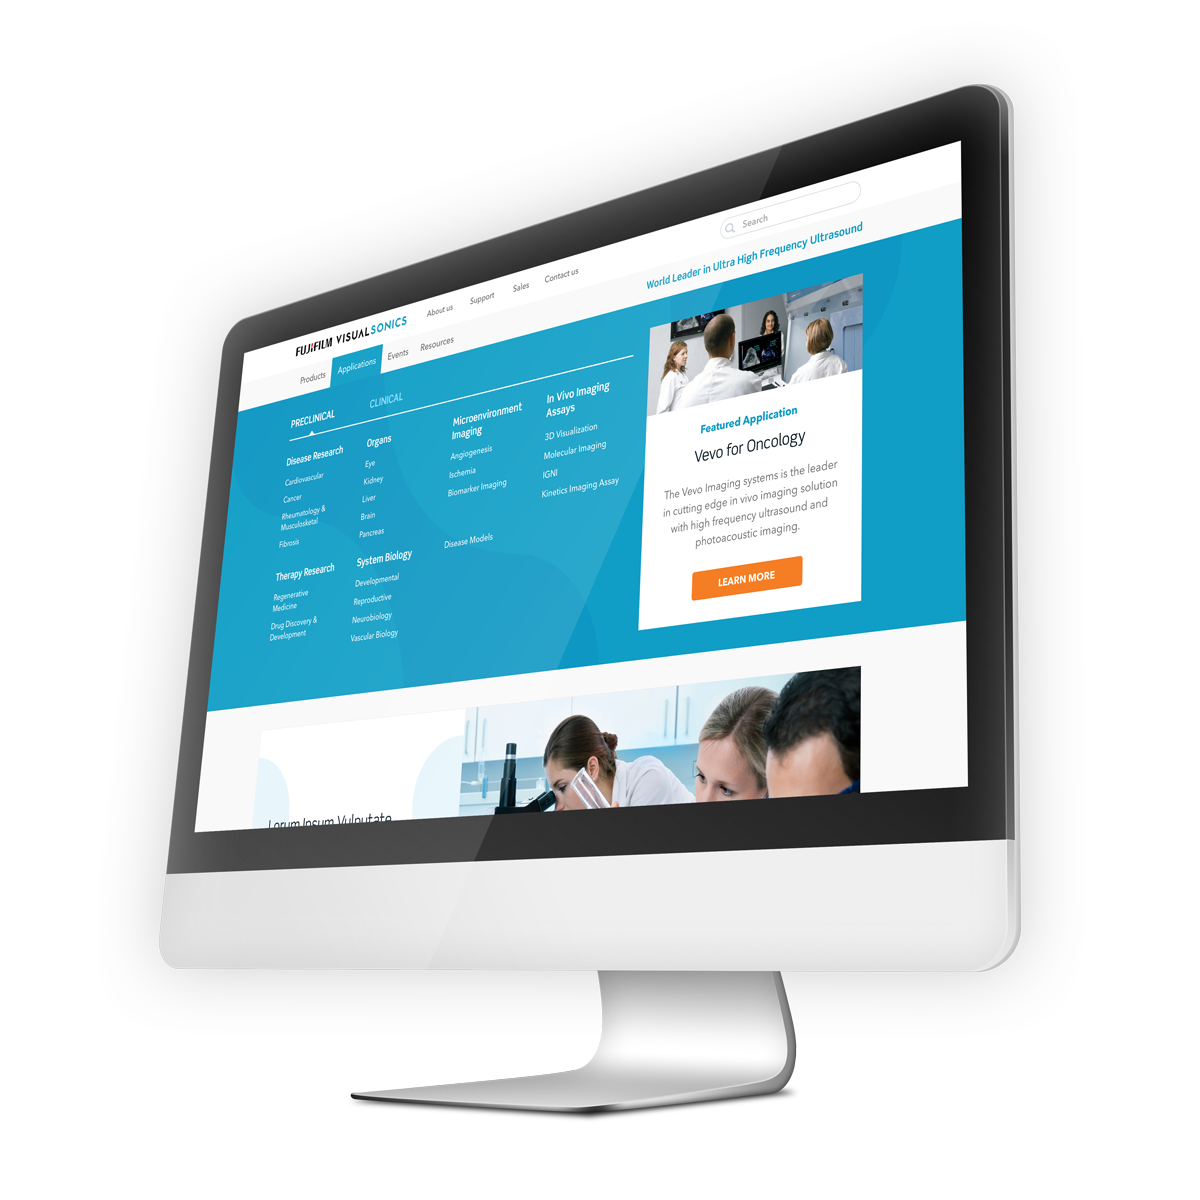 Search
About us
Support
Sales
Contact us
World Leader in Ultra High Frequency Ultrasound
FUJIFILM VISUALSONICS
Products
Applications
Events
Resources
PRECLINICAL
CLINICAL
Disease Research
Cardiovascular
Cancer
Rheumatology &
Musculosketal
Fibrosis
Therapy Research
Regenerative
Medicine
Drug Discovery &
Development
Organs
Eye
Kidney
Liver
Brain
Pancreas
System Biology
Developmental
Reproductive
Neurobiology
Vascular Biology
Microenvironment
Imaging
Angiogenesis
Ischemia
Biomarker Imaging
Disease Models
In Vivo Imaging
Assays
3D Visualization
Molecular Imaging
IGNI
Kinetics Imaging Assay
Featured Application
Vevo for Oncology
The Vevo Imaging systems is the leader
in cutting edge in vivo imaging solution
with high frequency ultrasound and
photoacoustic imaging.
LEARN MORE
Lorum Ipsum Vulputate